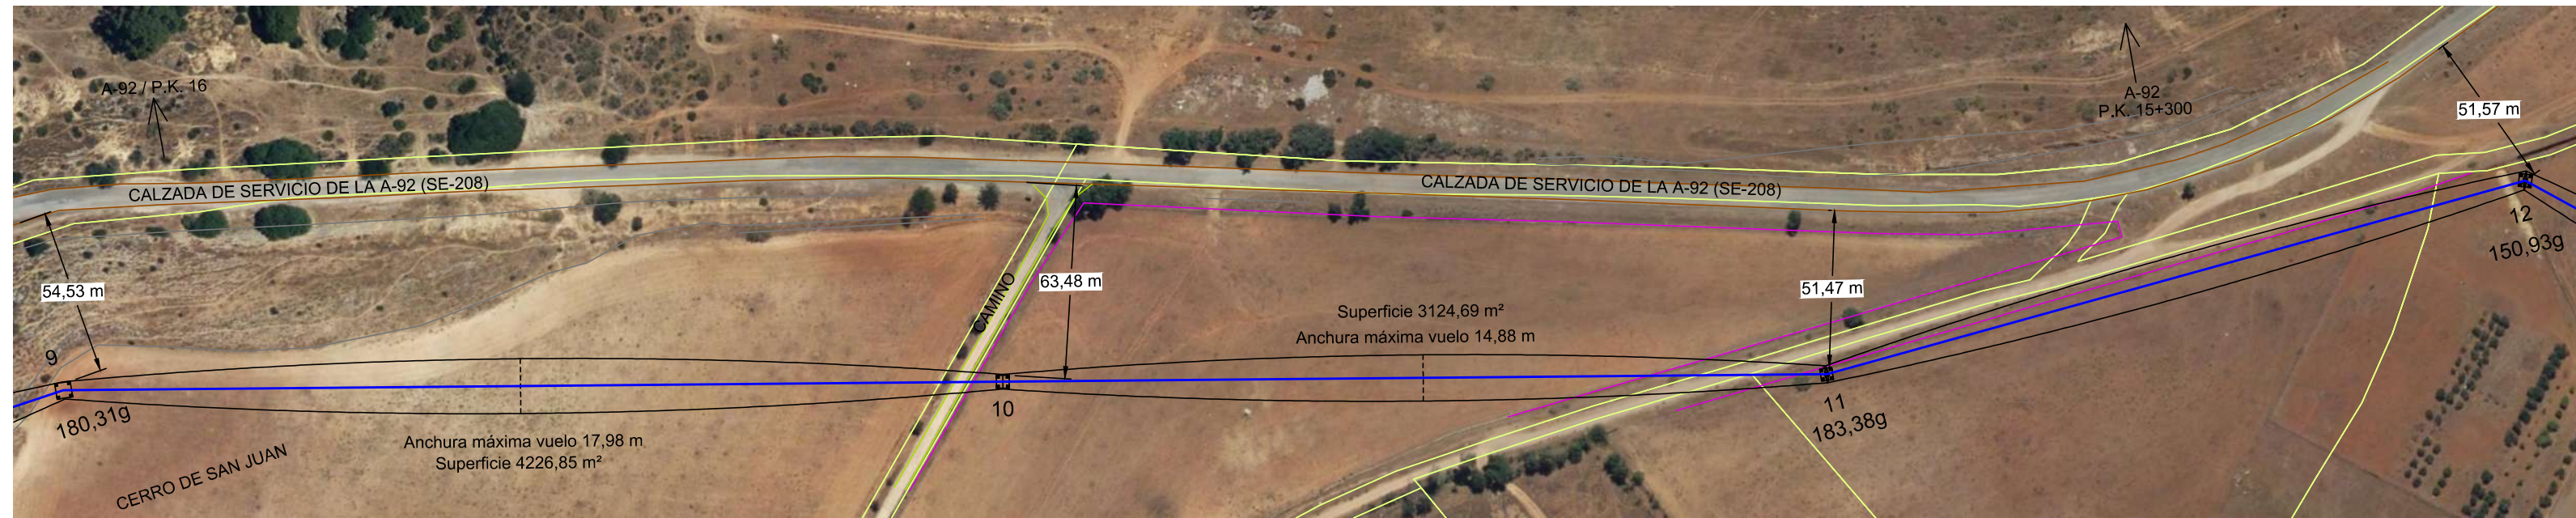 A-92 / P.K. 16
A-92
P.K. 15+300
51,57 m
CALZADA DE SERVICIO DE LA A-92 (SE-208)
CALZADA DE SERVICIO DE LA A-92 (SE-208)
12
150,93g
54,53 m
63,48 m
51,47 m
CAMINO
Superficie 3124,69 m²
Anchura máxima vuelo 14,88 m
9
180,31g
10
11
183,38g
Anchura máxima vuelo 17,98 m
Superficie 4226,85 m²
CERRO DE SAN JUAN